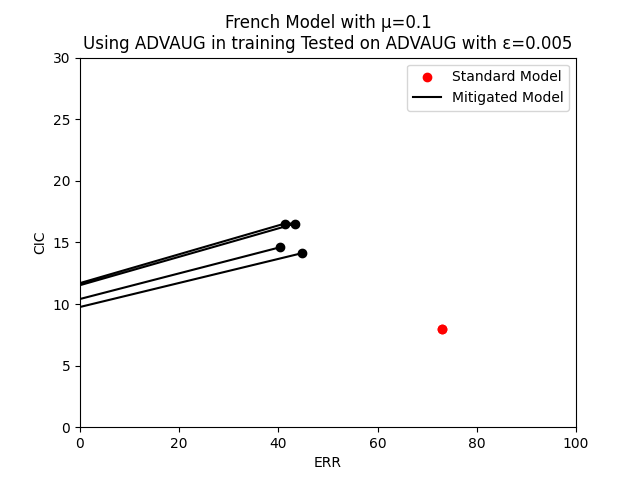 French Model with μ=0.1
Using ADVAUG in training Tested on ADVAUG with ε=0.005
30
25
20
15
10
5
0
CIC
Standard Model
Mitigated Model
0 20 40 60 80 100
ERR